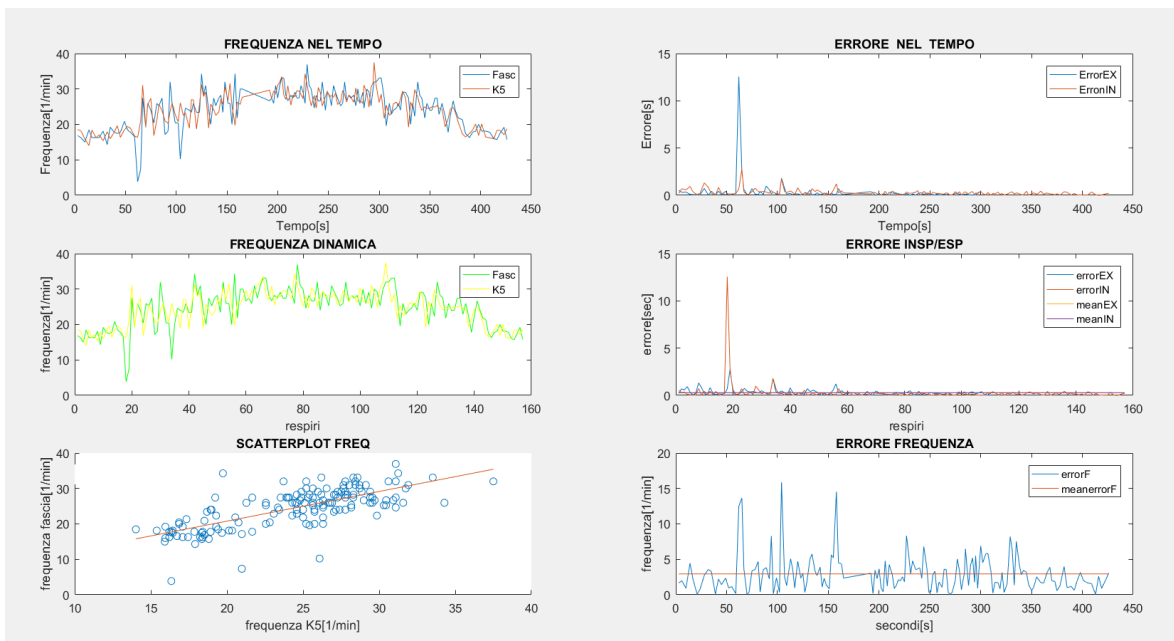 FREQUENZA NEL TEMPO
Frequenza[1/min]
40
30
20
10
0
Fasc
K5
0 50 100 150 200 250 300 350 400 450
Tempo[s]
ERRORE NEL TEMPO
Errore[s]
15
10
5
0
ErrorEX
ErrorIN
0 50 100 150 200 250 300 350 400 450
Tempo[s]
FREQUENZA DINAMICA
frequenza[1/min]
40
30
20
10
0
Fasc
K5
0 20 40 60 80 100 120 140 160
respiri
ERRORE INSP/ESP
errore[sec]
15
10
5
0
errorEX
errorIN
meanEX
meanIN
0 20 40 60 80 100 120 140 160
respiri
SCATTERPLOT FREQ
frequenza fascia[1/min]
40
30
20
10
0
10 15 20 25 30 35 40
frequenza K5[1/min]
ERRORE FREQUENZA
frequenza[1/min]
20
15
10
5
0
errorF
meanerrorF
0 50 100 150 200 250 300 350 400 450
secondi[s]